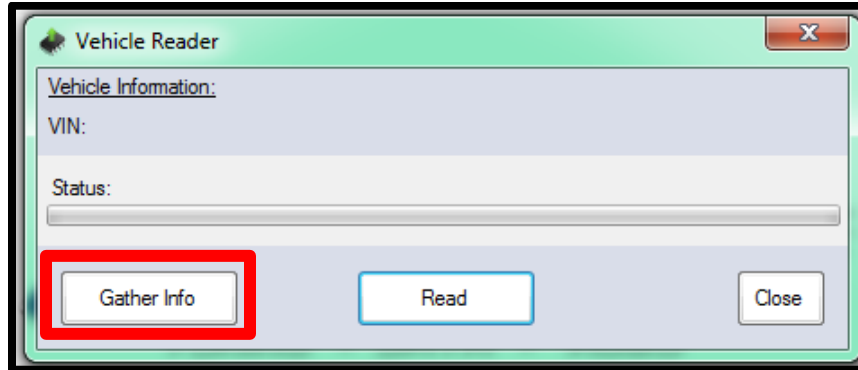 Vehicle Reader
Vehicle Information:
VIN:
Status:
Gather Info Read Close